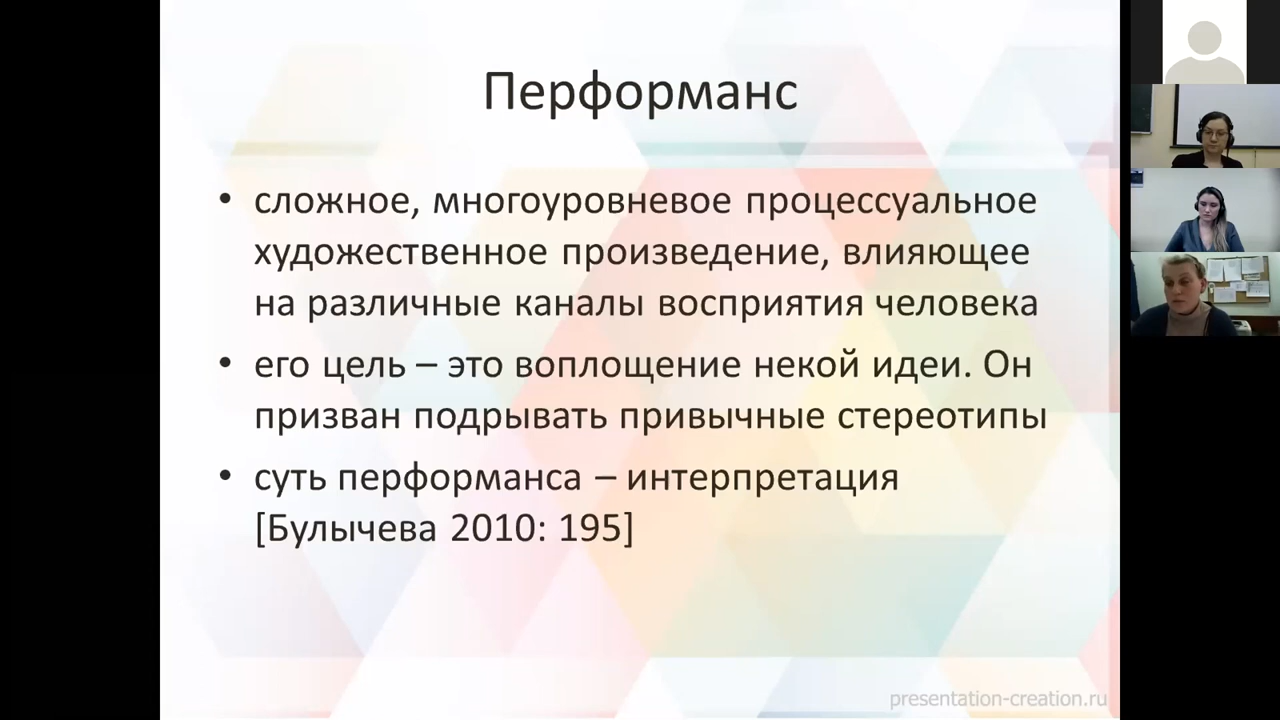 Перформанс
• сложное, многоуровневое процессуальное
художественное произведение, влияющее
на различные каналы восприятия человека
• его цель – это воплощение некой идеи. Он
призван подрывать привычные стереотипы
• суть перформанса – интерпретация
[Булычева 2010: 195]
presentation-creation.ru